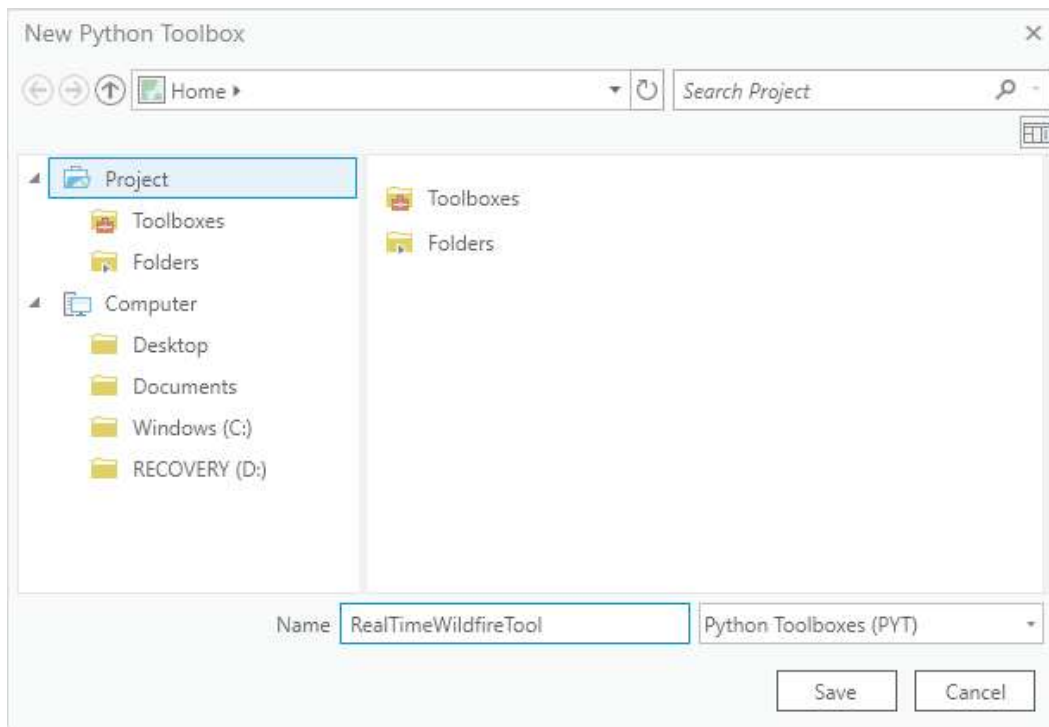 New Python Toolbox
Home
Search Project
Project
Toolboxes
Folders
Computer
Desktop
Documents
Windows (C:)
RECOVERY (D:)
Toolboxes
Folders
Name RealTimeWildfireTool Python Toolboxes (PYT)
Save Cancel